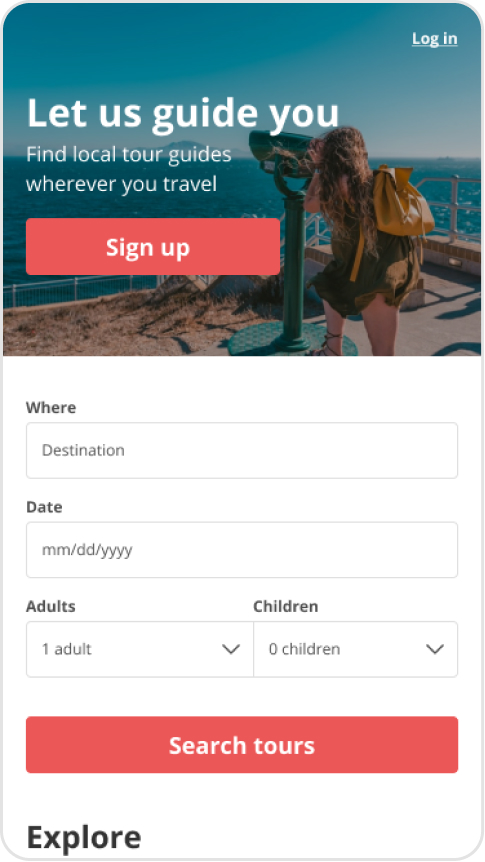 Log in
Let us guide you
Find local tour guides
wherever you travel
Sign up
Where
Destination
Date
mm/dd/yyyy
Adults
Children
1 adult
0 children
Search tours
Explore